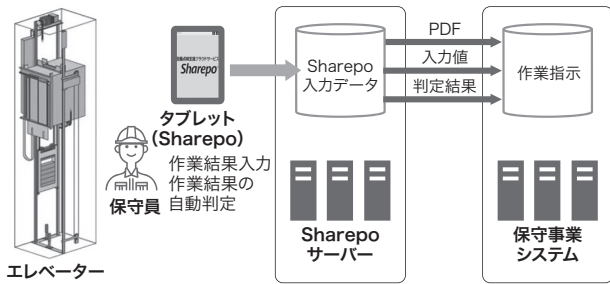 Sharepo
タブレット
(Sharepo)
作業結果入力
作業結果の
自動判定
保守員
エレベーター
Sharepo
入力データ
PDF
入力値
判定結果
作業指示
Sharepo
サーバー
保守事業
システム